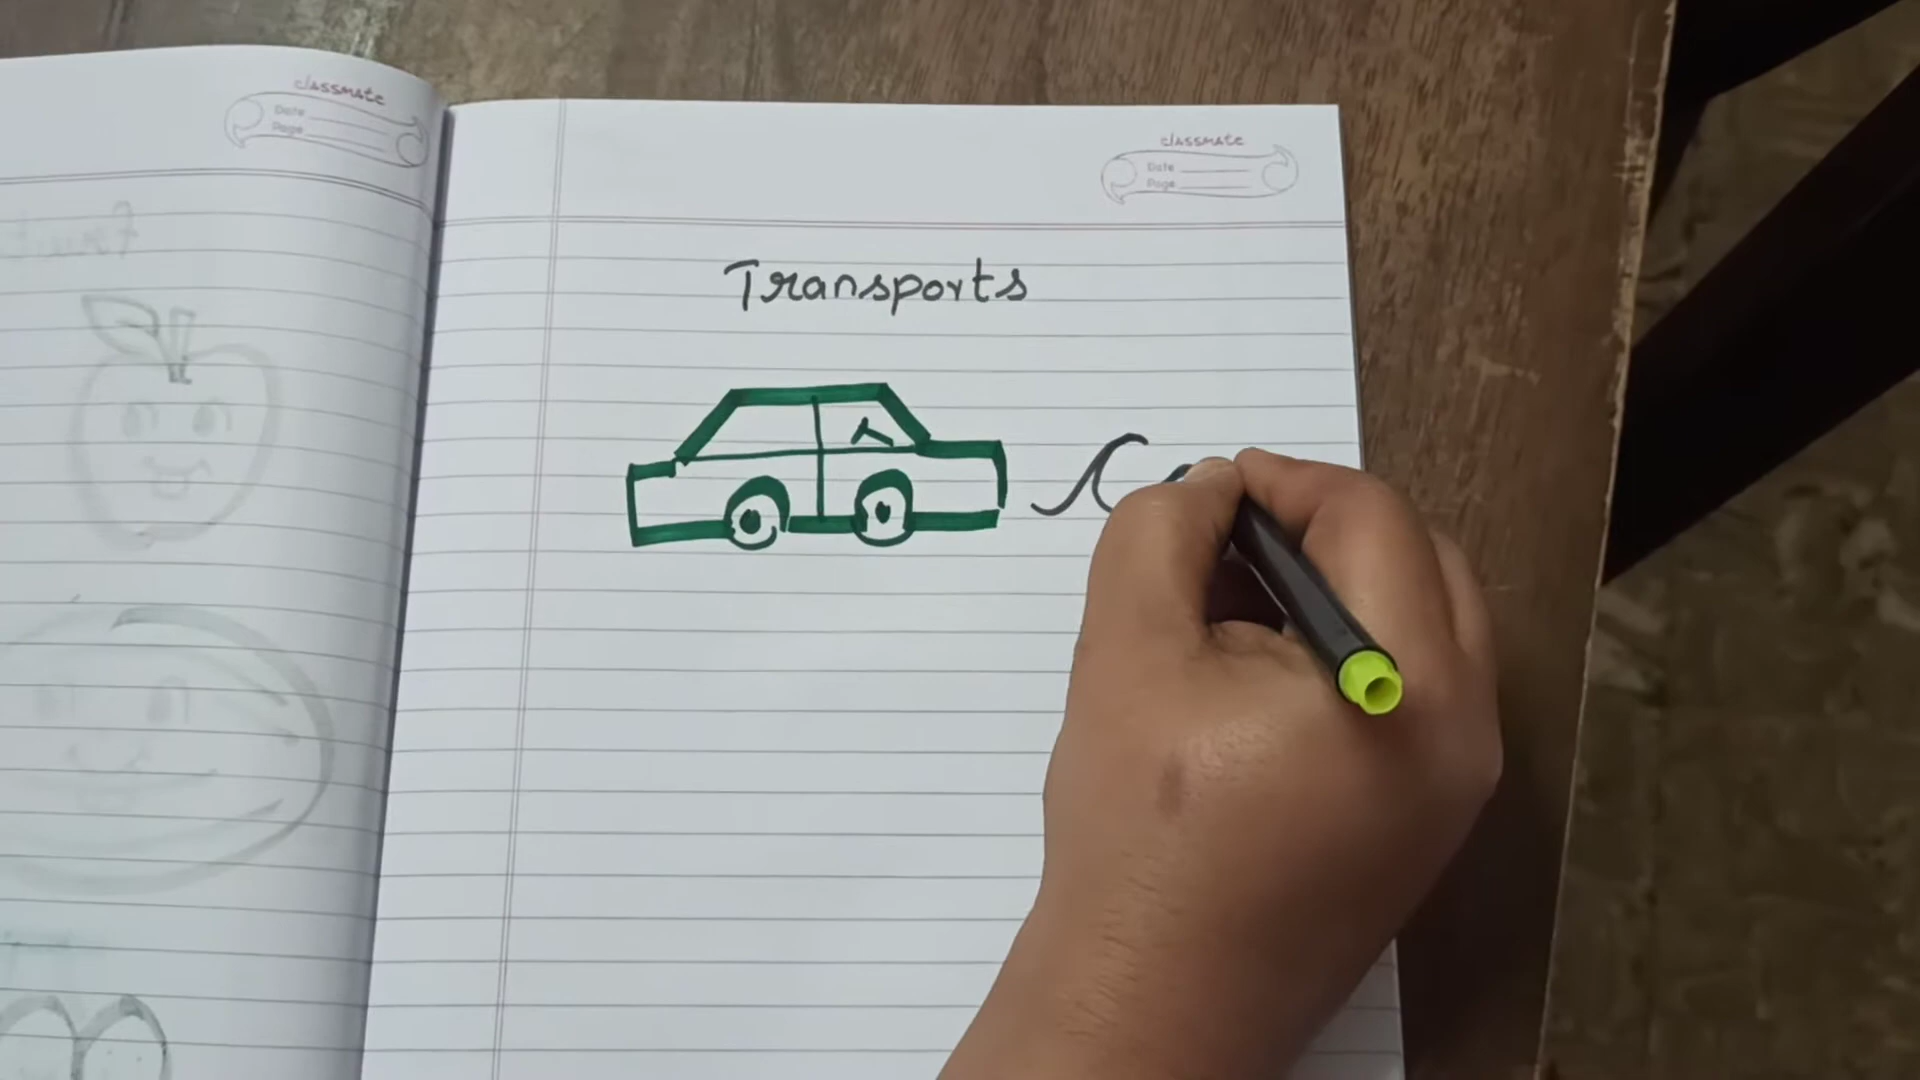 classmate
Date
Page
classmate
Date
Page
Transports